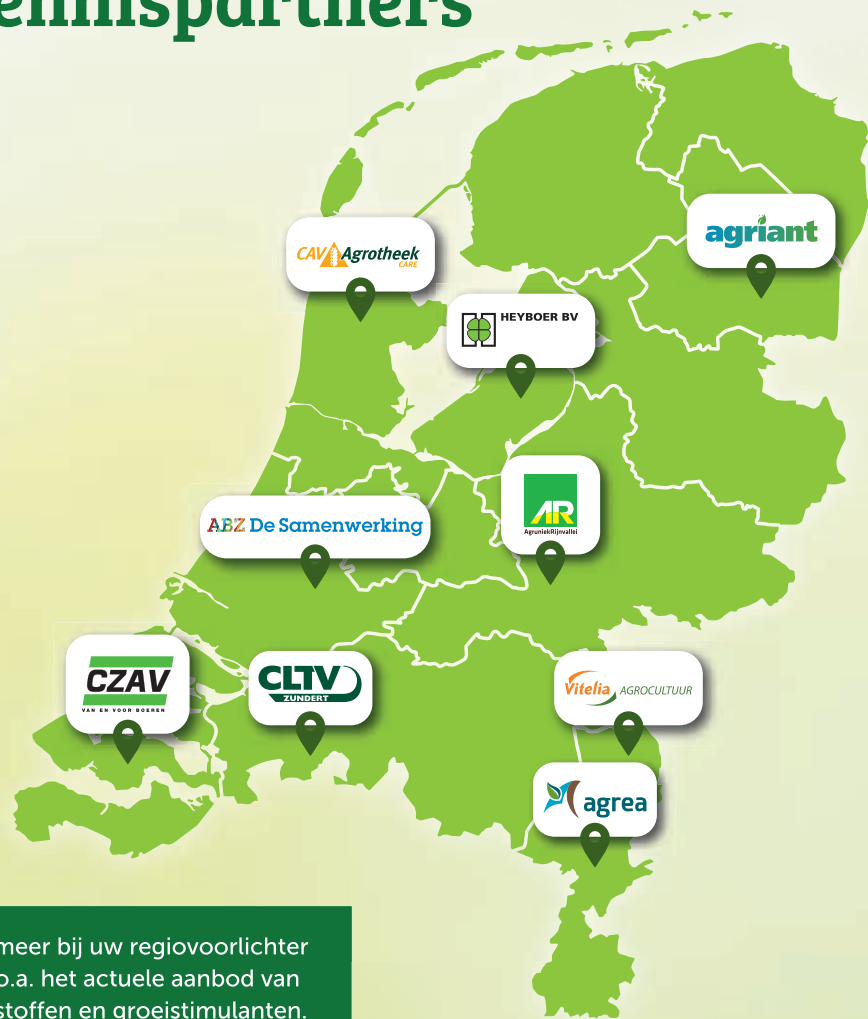 ennispartners
agriant
CAV Agrotheek
CARE
HEYBOER BV
AR
AgruniekRijnvallei
ABZ De Samenwerking
CZAV
VAN EN VOOR BOEREN
CLTV
ZUNDERT
Vitelia AGROCULTUUR
agrea
meer bij uw regiovoorlichter
o.a. het actuele aanbod van
stoffen en groeistimulanten.